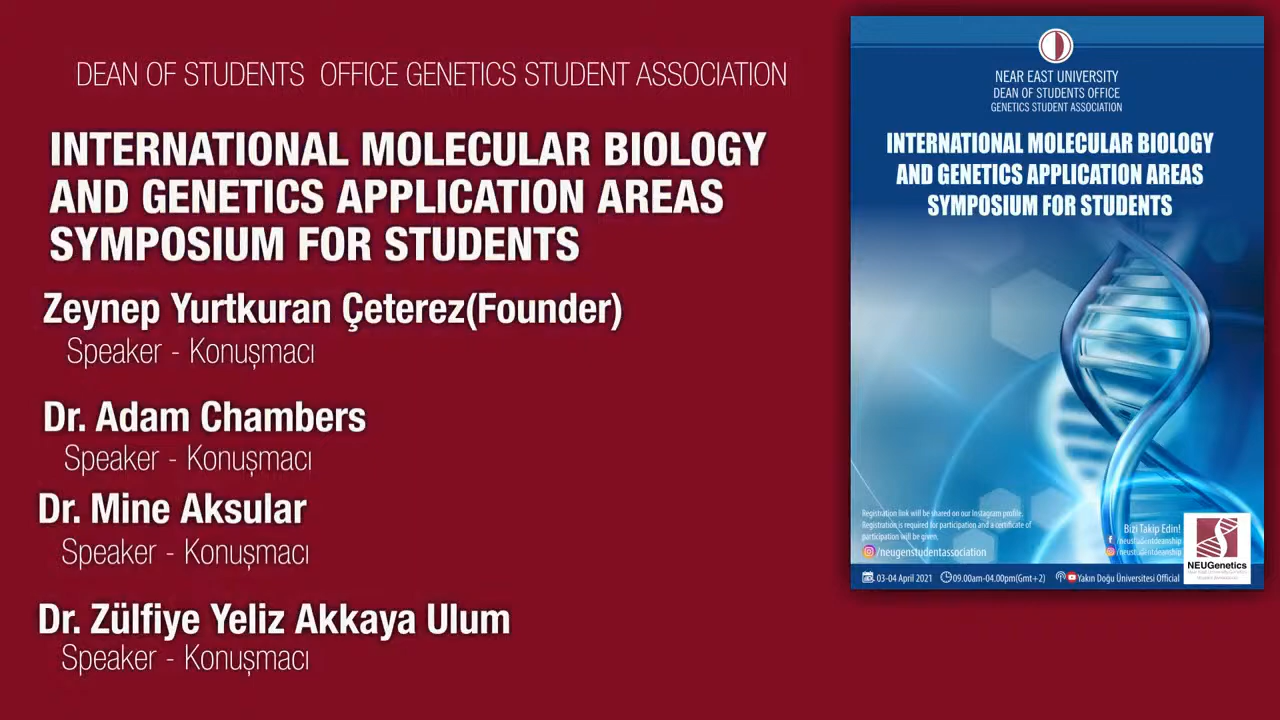 DEAN OF STUDENTS OFFICE GENETICS STUDENT ASSOCIATION
INTERNATIONAL MOLECULAR BIOLOGY
AND GENETICS APPLICATION AREAS
SYMPOSIUM FOR STUDENTS
Zeynep Yurtkuran Çeterez(Founder)
Speaker - Konuşmacı
Dr. Adam Chambers
Speaker - Konuşmacı
Dr. Mine Aksular
Speaker - Konuşmacı
Dr. Zülfiye Yeliz Akkaya Ulum
Speaker - Konuşmacı
NEAR EAST UNIVERSITY
DEAN OF STUDENTS OFFICE
GENETICS STUDENT ASSOCIATION
INTERNATIONAL MOLECULAR BIOLOGY
AND GENETICS APPLICATION AREAS
SYMPOSIUM FOR STUDENTS
Registration link will be shared on our Instagram profile.
Registration is required for participation and a certificate of
participation will be given.
/neugenstudentassociation
Bizi Takip Edin!
/neustudentdeanship
/neustudentdeanship
NEUGenetics
03-04 April 2021
09.00am-04.00pm(Gmt+2)
Yakın Doğu Üniversitesi Official